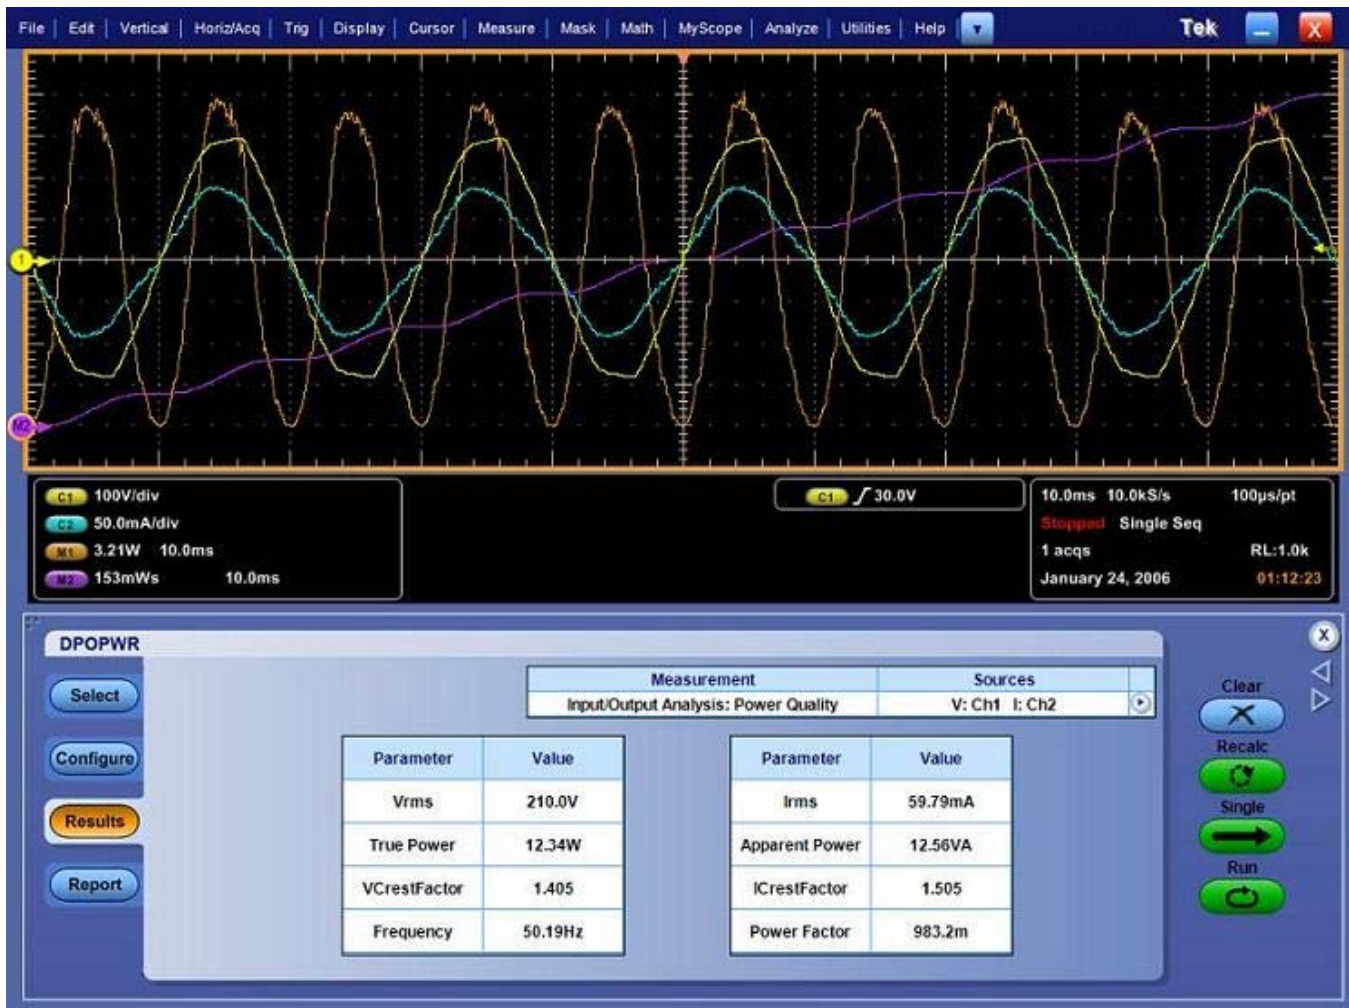 File | Edit | Vertical | Horiz/Acq | Trig | Display | Cursor | Measure | Mask | Math | MyScope | Analyze | Utilities | Help Tek X
1
M2
C1 100V/div
C2 50.0mA/div
M1 3.21W 10.0ms
M2 153mWs 10.0ms
C1 30.0V
10.0ms 10.0kS/s 100µs/pt
Stopped Single Seq
1 acqs RL:1.0k
January 24, 2006 01:12:23
DPOPWR
X
Select
Configure
Results
Report
Measurement Sources
Input/Output Analysis: Power Quality V: Ch1 I: Ch2
Parameter Value
Vrms 210.0V
True Power 12.34W
VCrestFactor 1.405
Frequency 50.19Hz
Parameter Value
Irms 59.79mA
Apparent Power 12.56VA
ICrestFactor 1.505
Power Factor 983.2m
Clear
Recalc
Single
Run